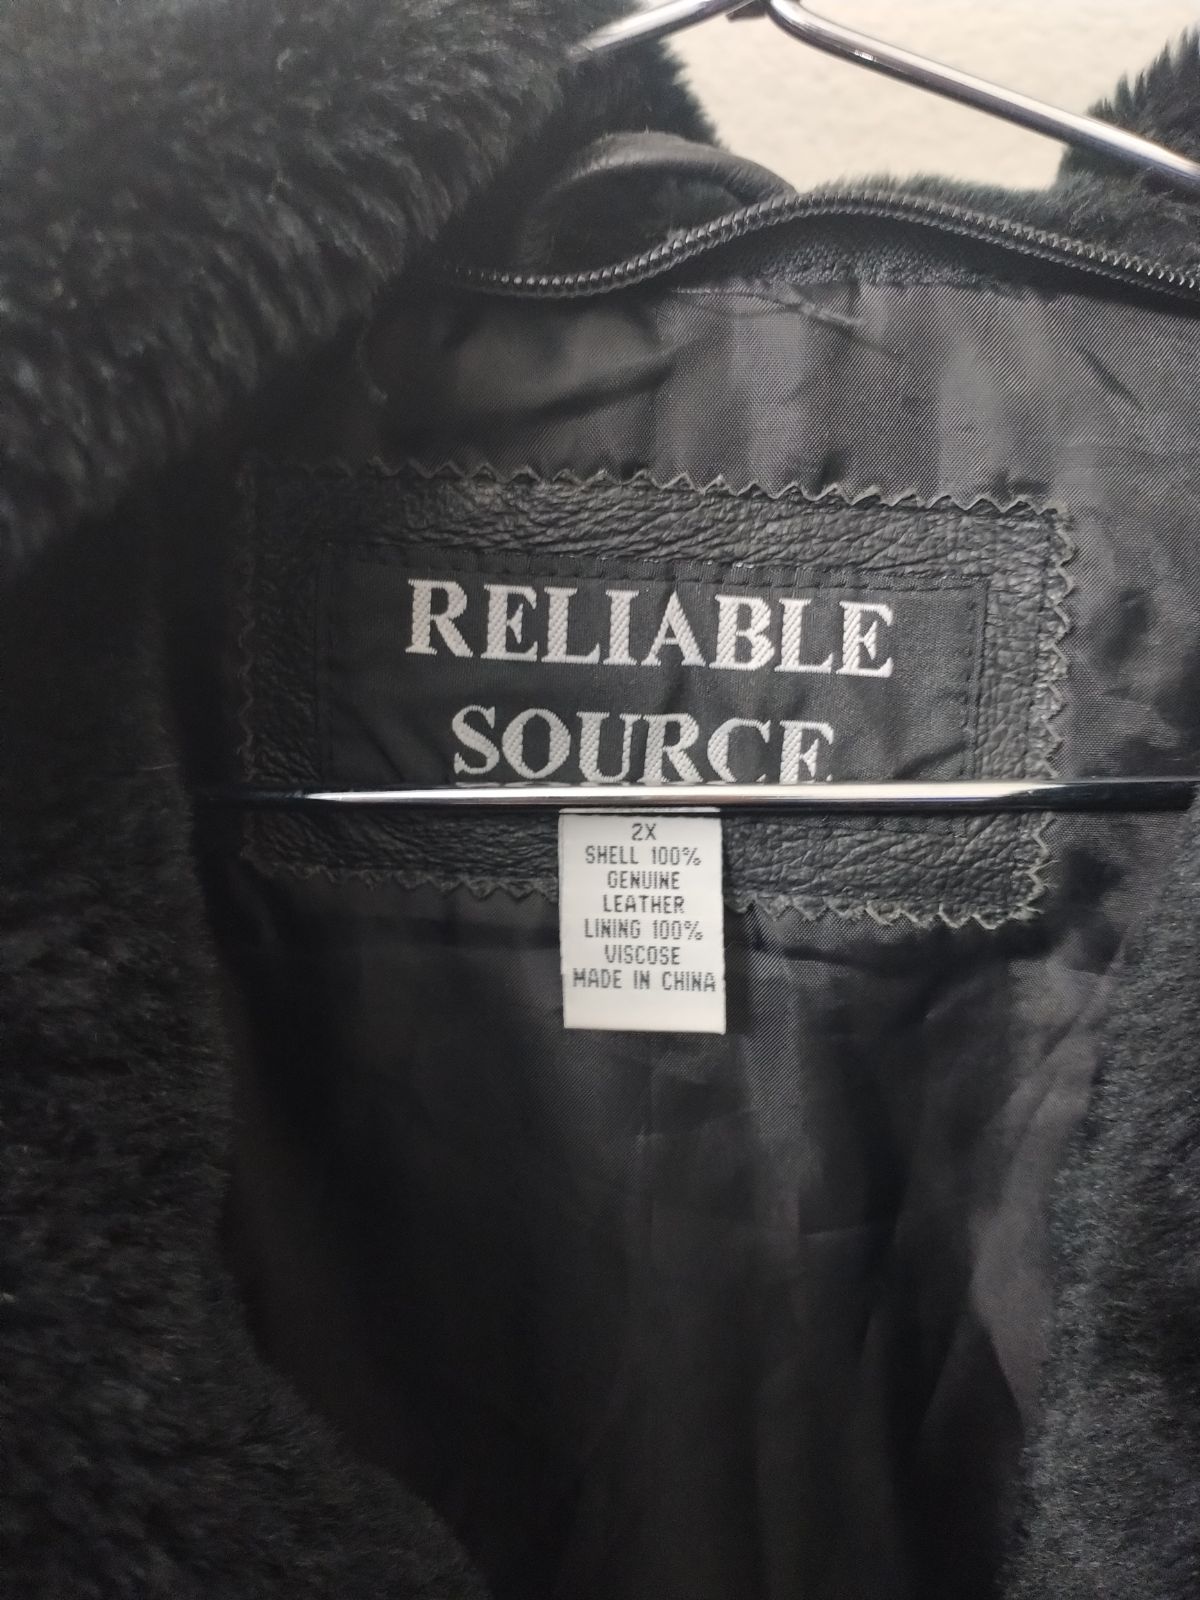 RELIABLE
SOURCE
2X
SHELL 100%
GENUINE
LEATHER
LINING 100%
VISCOSE
MADE IN CHINA